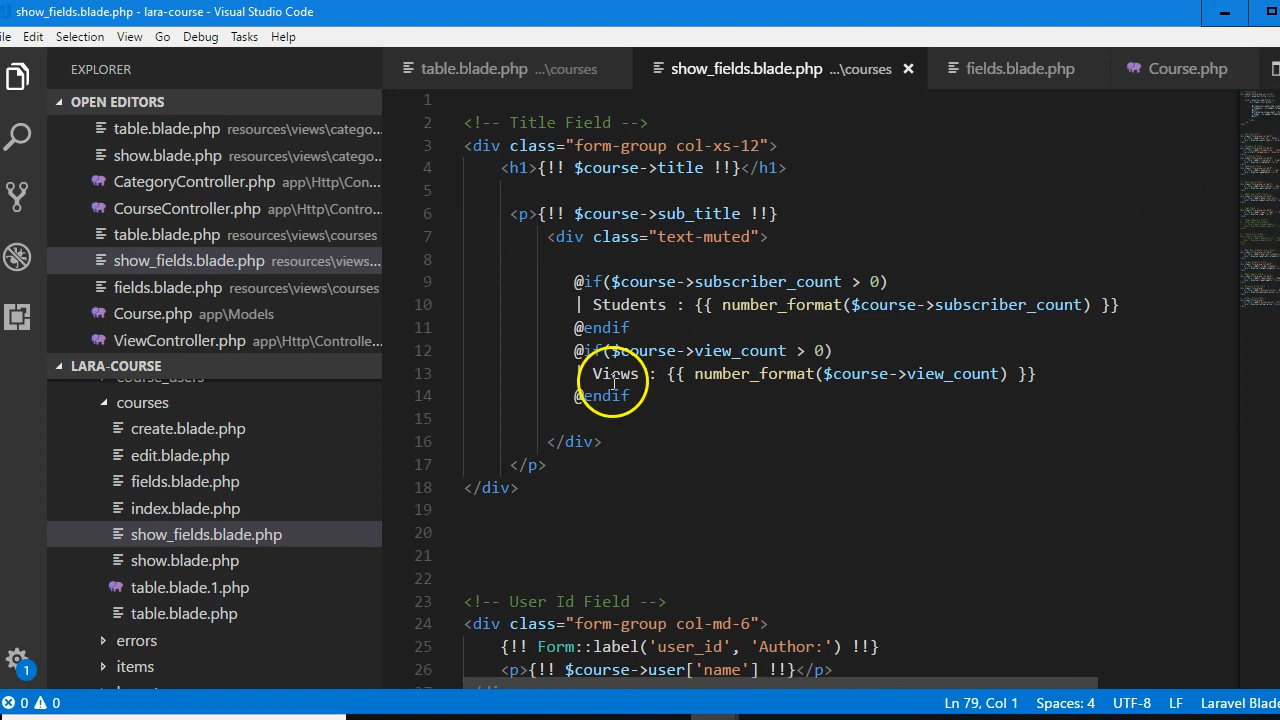 show_fields.blade.php - lara-course - Visual Studio Code
ile Edit Selection View Go Debug Tasks Help
EXPLORER
OPEN EDITORS
table.blade.php resources\views\catego...
show.blade.php resources\views\catego...
CategoryController.php app\Http\Con...
CourseController.php app\Http\Contro...
table.blade.php resources\views\courses
show_fields.blade.php resources\views...
fields.blade.php resources\views\courses
Course.php app\Models
ViewController.php app\Http\Controlle...
LARA-COURSE
course_users
courses
create.blade.php
edit.blade.php
fields.blade.php
index.blade.php
show_fields.blade.php
show.blade.php
table.blade.1.php
table.blade.php
errors
items
1
table.blade.php ...\courses
show_fields.blade.php ...\courses
fields.blade.php
Course.php
1
2 <!-- Title Field -->
3 <div class="form-group col-xs-12">
4 <h1>{!! $course->title !!}</h1>
5
6 <p>{!! $course->sub_title !!}
7 <div class="text-muted">
8
9 @if($course->subscriber_count > 0)
10 | Students : {{ number_format($course->subscriber_count) }}
11 @endif
12 @if($course->view_count > 0)
13 | Views : {{ number_format($course->view_count) }}
14 @endif
15
16 </div>
17 </p>
18 </div>
19
20
21
22
23 <!-- User Id Field -->
24 <div class="form-group col-md-6">
25 {!! Form::label('user_id', 'Author:') !!}
26 <p>{!! $course->user['name'] !!}</p>
27 </div>
0 0 Ln 79, Col 1 Spaces: 4 UTF-8 LF Laravel Blade